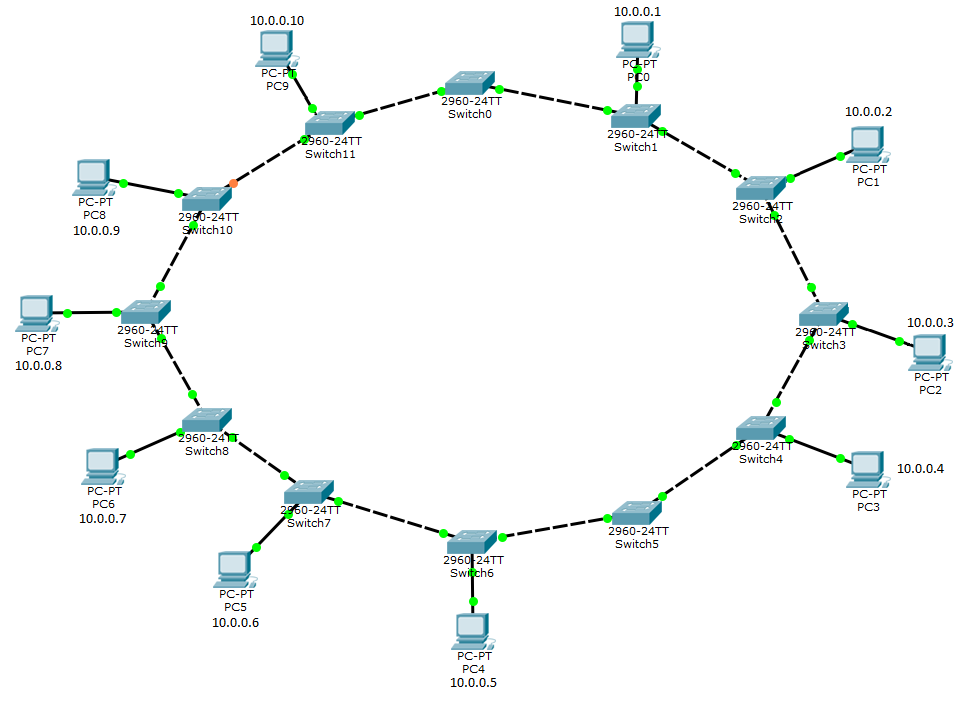 10.0.0.10
PC-PT
PC9
10.0.0.1
PC-PT
PC0
2960-24TT
Switch0
2960-24TT
Switch11
2960-24TT
Switch1
10.0.0.2
PC-PT
PC1
PC-PT
PC8
10.0.0.9
2960-24TT
Switch10
2960-24TT
Switch2
PC-PT
PC7
10.0.0.8
2960-24TT
Switch9
2960-24TT
Switch3
10.0.0.3
PC-PT
PC2
2960-24TT
Switch8
2960-24TT
Switch4
10.0.0.4
PC-PT
PC3
PC-PT
PC6
10.0.0.7
2960-24TT
Switch7
2960-24TT
Switch5
2960-24TT
Switch6
PC-PT
PC5
10.0.0.6
PC-PT
PC4
10.0.0.5